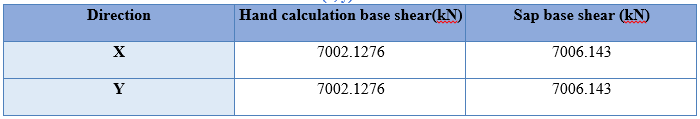 Direction Hand calculation base shear(kN) Sap base shear (kN)
X 7002.1276 7006.143
Y 7002.1276 7006.143